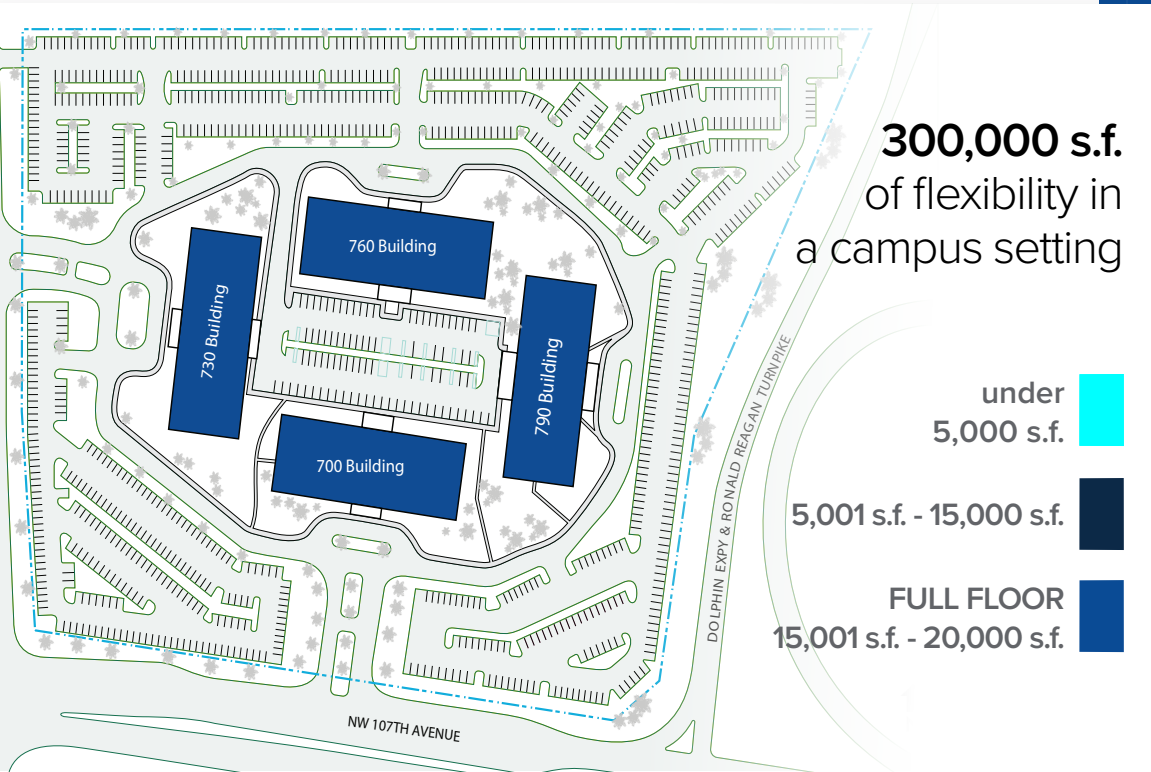 300,000 s.f.
of flexibility in
a campus setting
760 Building
730 Building
790 Building
700 Building
DOLPHIN EXPY & RONALD REAGAN TURNPIKE
under
5,000 s.f.
5,001 s.f. - 15,000 s.f.
FULL FLOOR
15,001 s.f. - 20,000 s.f.
NW 107TH AVENUE